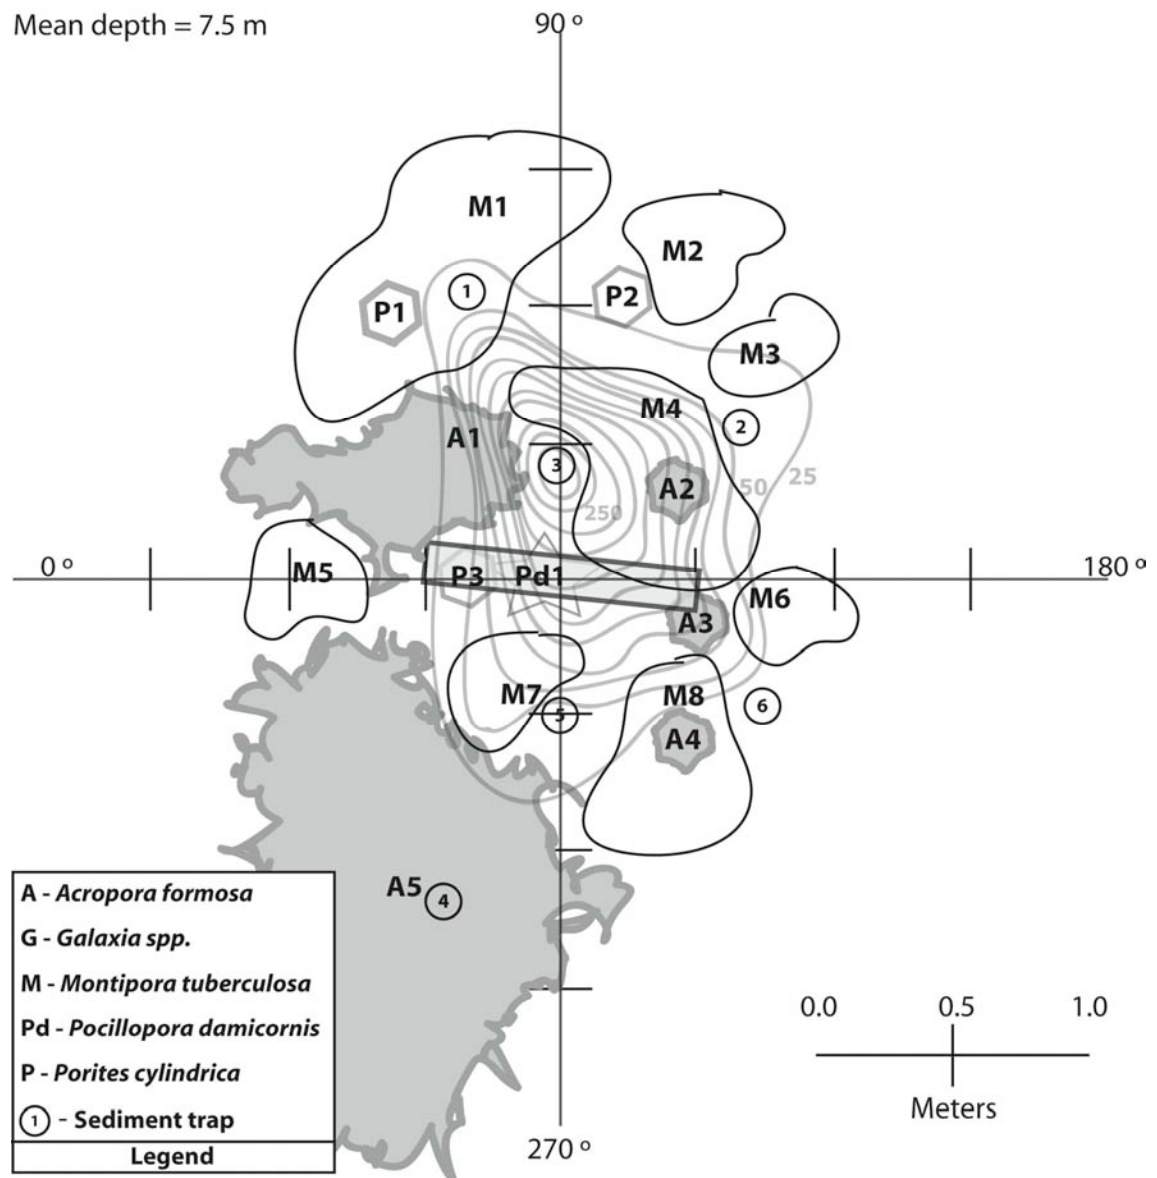 Mean depth = 7.5 m
90 º
M1
M2
1
P2
P1
M3
M4
2
A1
3
A2
25
50
250
0 º
180 º
M5
P3
Pd1
M6
A3
M7
M8
5
6
A4
A5
4
A - Acropora formosa
G - Galaxia spp.
M - Montipora tuberculosa
Pd - Pocillopora damicornis
P - Porites cylindrica
1 - Sediment trap
Legend
0.0 0.5 1.0
Meters
270 º